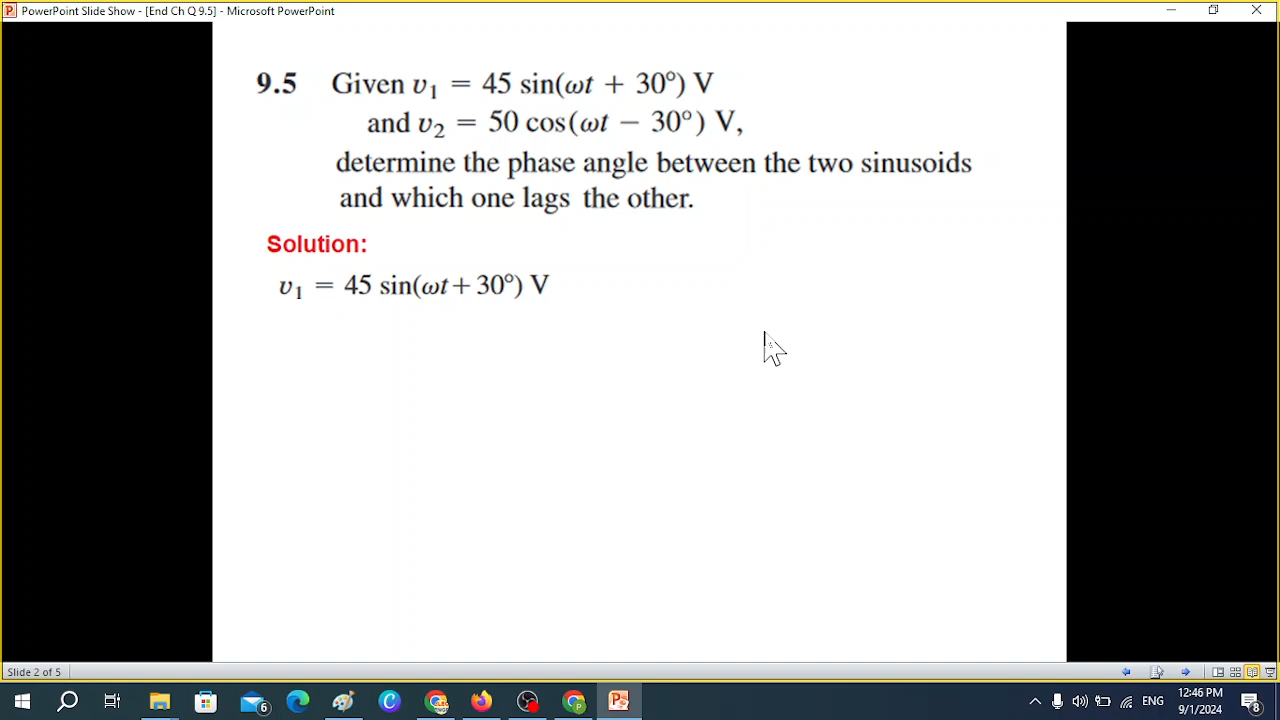 PowerPoint Slide Show - [End Ch Q 9.5] - Microsoft PowerPoint
9.5 Given v₁ = 45 sin(ωt + 30°) V
and v₂ = 50 cos(ωt − 30°) V,
determine the phase angle between the two sinusoids
and which one lags the other.
Solution:
v₁ = 45 sin(ωt + 30°) V
Slide 2 of 5
6
ENG
12:46 PM
9/1/2024
8